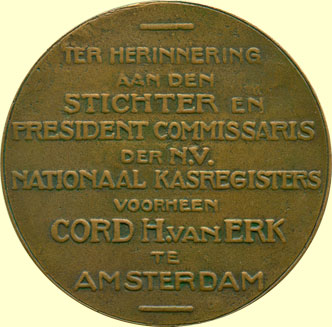 TER HERINNERING
AAN DEN
STICHTER EN
PRESIDENT COMMISSARIS
DER N.V.
NATIONAAL KASREGISTERS
VOORHEEN
CORD H. VAN ERK
TE
AMSTERDAM